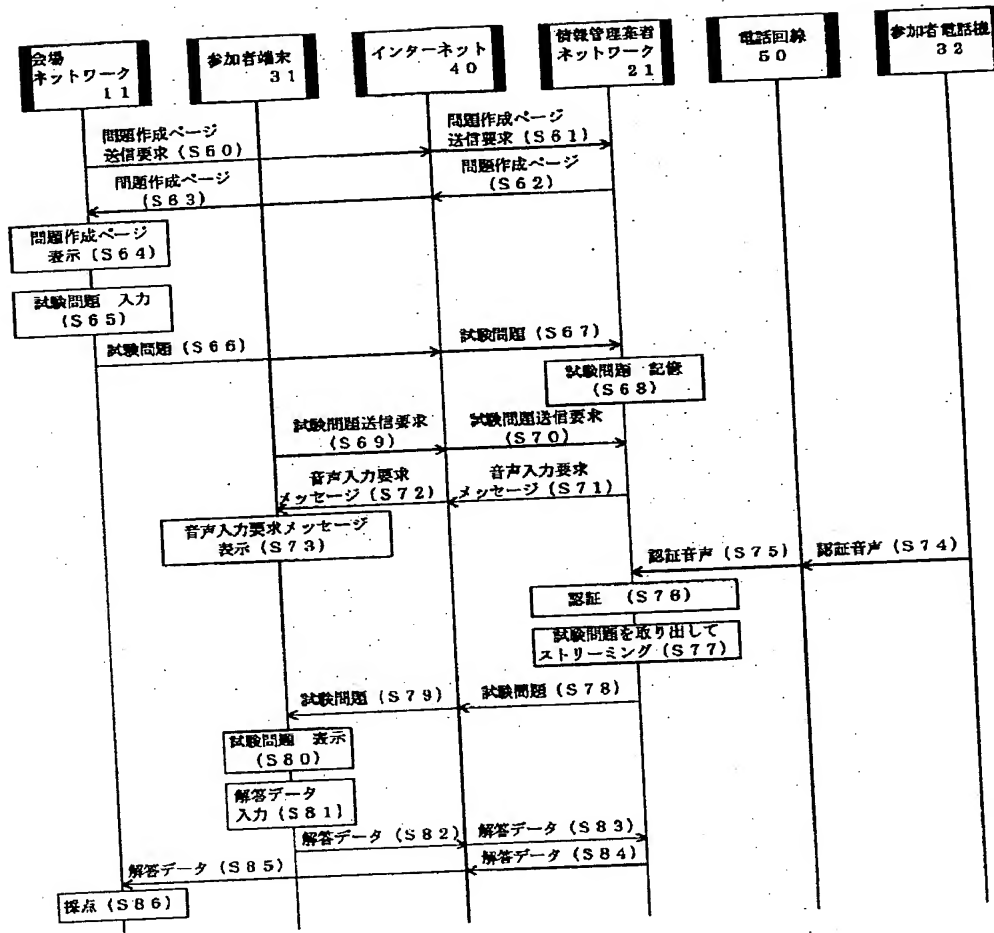 会場
ネットワーク
11
参加者端末
31
インターネット
40
情報管理業者
ネットワーク
21
電話回線
50
参加者電話機
32
問題作成ページ
送信要求(S60)
問題作成ページ
送信要求(S61)
問題作成ページ
(S62)
問題作成ページ
(S63)
問題作成ページ
表示(S64)
試験問題 入力
(S65)
試験問題(S66)
試験問題(S67)
試験問題 記憶
(S68)
試験問題送信要求
(S69)
試験問題送信要求
(S70)
音声入力要求
メッセージ(S72)
音声入力要求
メッセージ(S71)
音声入力要求メッセージ
表示(S73)
認証音声(S75)
認証音声(S74)
認証 (S76)
試験問題を取り出して
ストリーミング(S77)
試験問題(S79)
試験問題(S78)
試験問題 表示
(S80)
解答データ
入力(S81)
解答データ(S82)
解答データ(S83)
解答データ(S85)
解答データ(S84)
採点(S86)